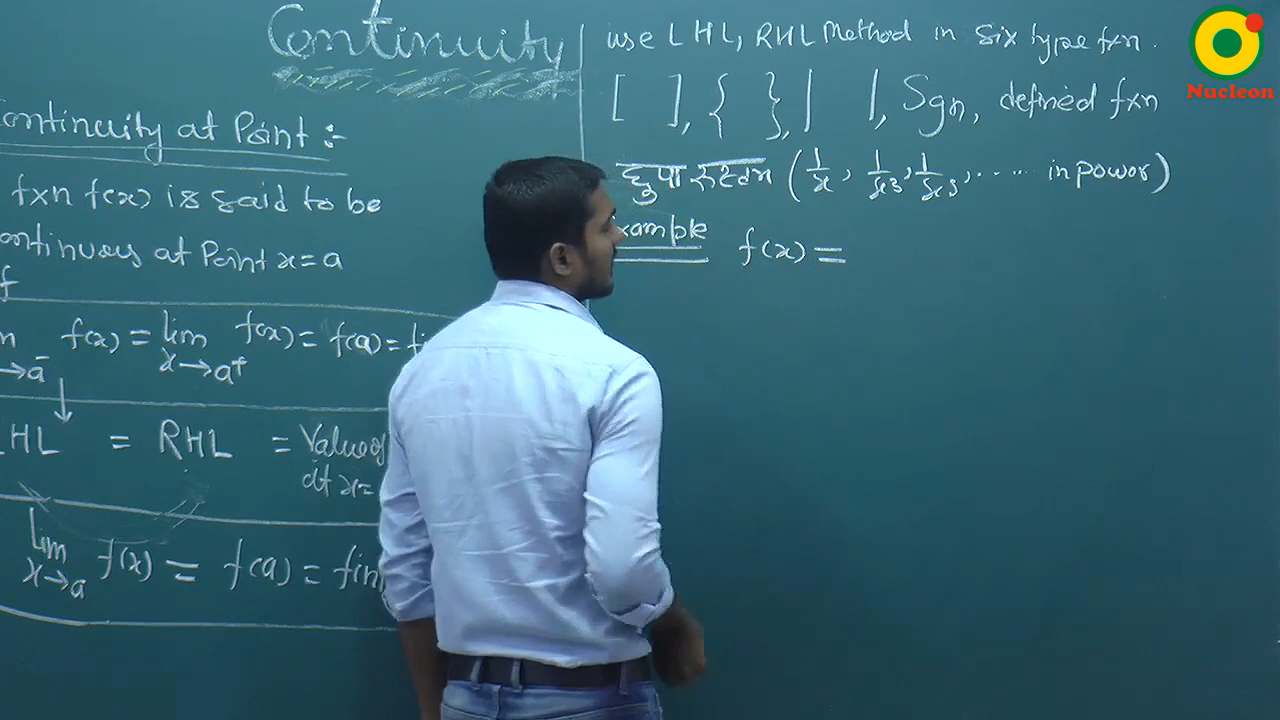 Continuity
ontinuity at Point :-
fxn f(x) is said to be
ontinuous at Point x=a
f
m f(x) = lim f(x) = f(a) = fi
x→a⁻ x→a⁺
LHL = RHL = Value of
at x=
lim f(x) = f(a) = fin
x→a
use LHL, RHL Method in six type fxn.
[ ], { }, | |, Sgn, defined fxn
छुपा रुस्तम (1/x, 1/x3, 1/x5, ..... in power)
xample f(x) =
Nucleon